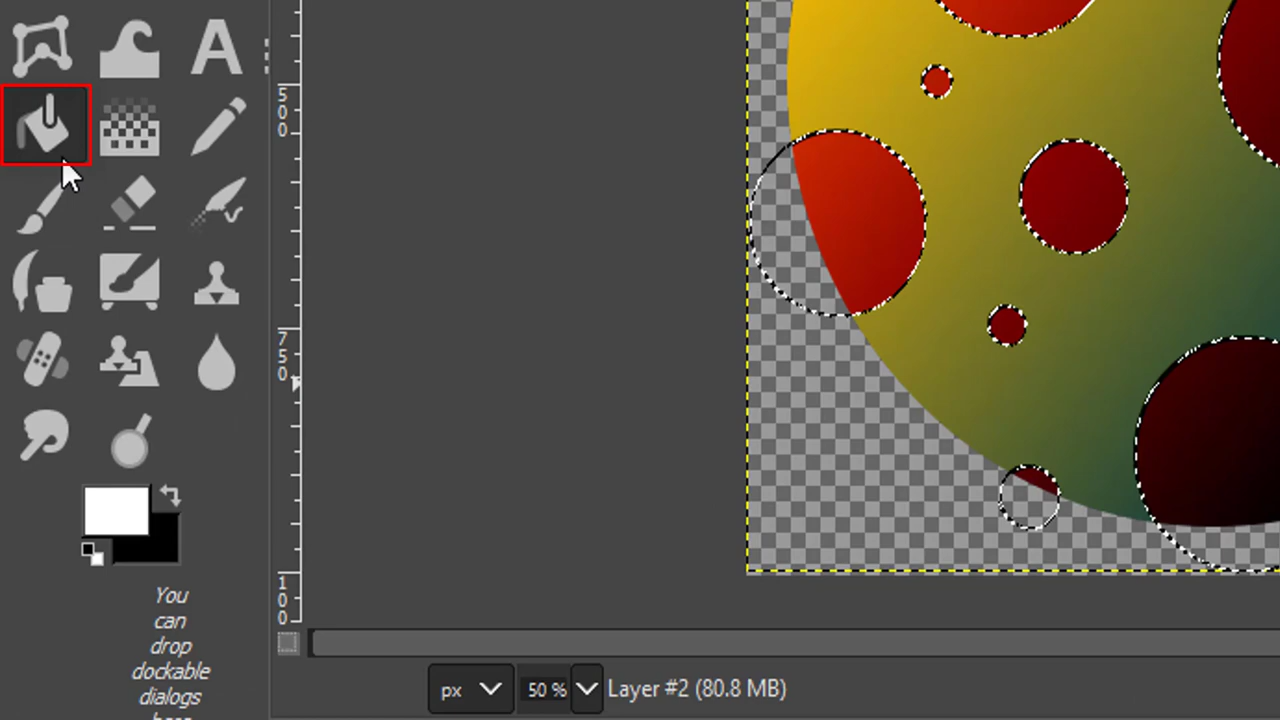 A
500
750
100
You
can
drop
dockable
dialogs
px
50 %
Layer #2 (80.8 MB)